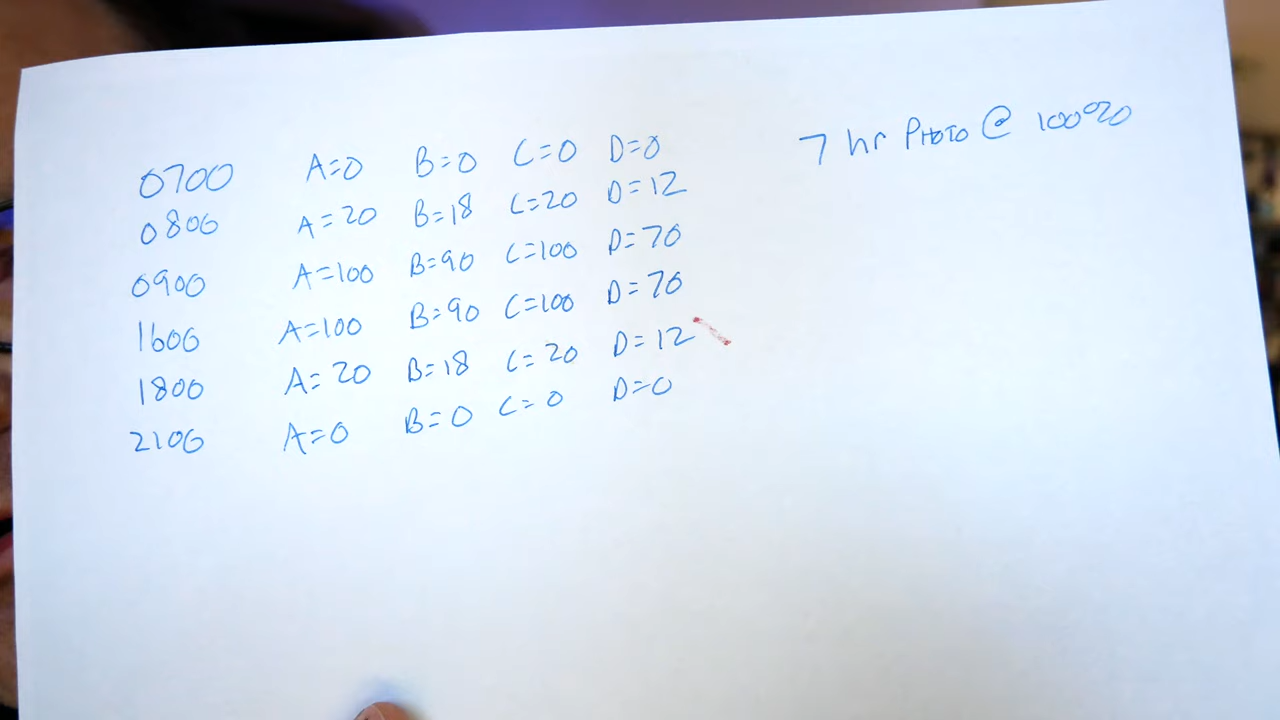 0700 A=0 B=0 C=0 D=0
0800 A=20 B=18 C=20 D=12
0900 A=100 B=90 C=100 D=70
1600 A=100 B=90 C=100 D=70
1800 A=20 B=18 C=20 D=12
2100 A=0 B=0 C=0 D=0
7 hr PHOTO @ 100%